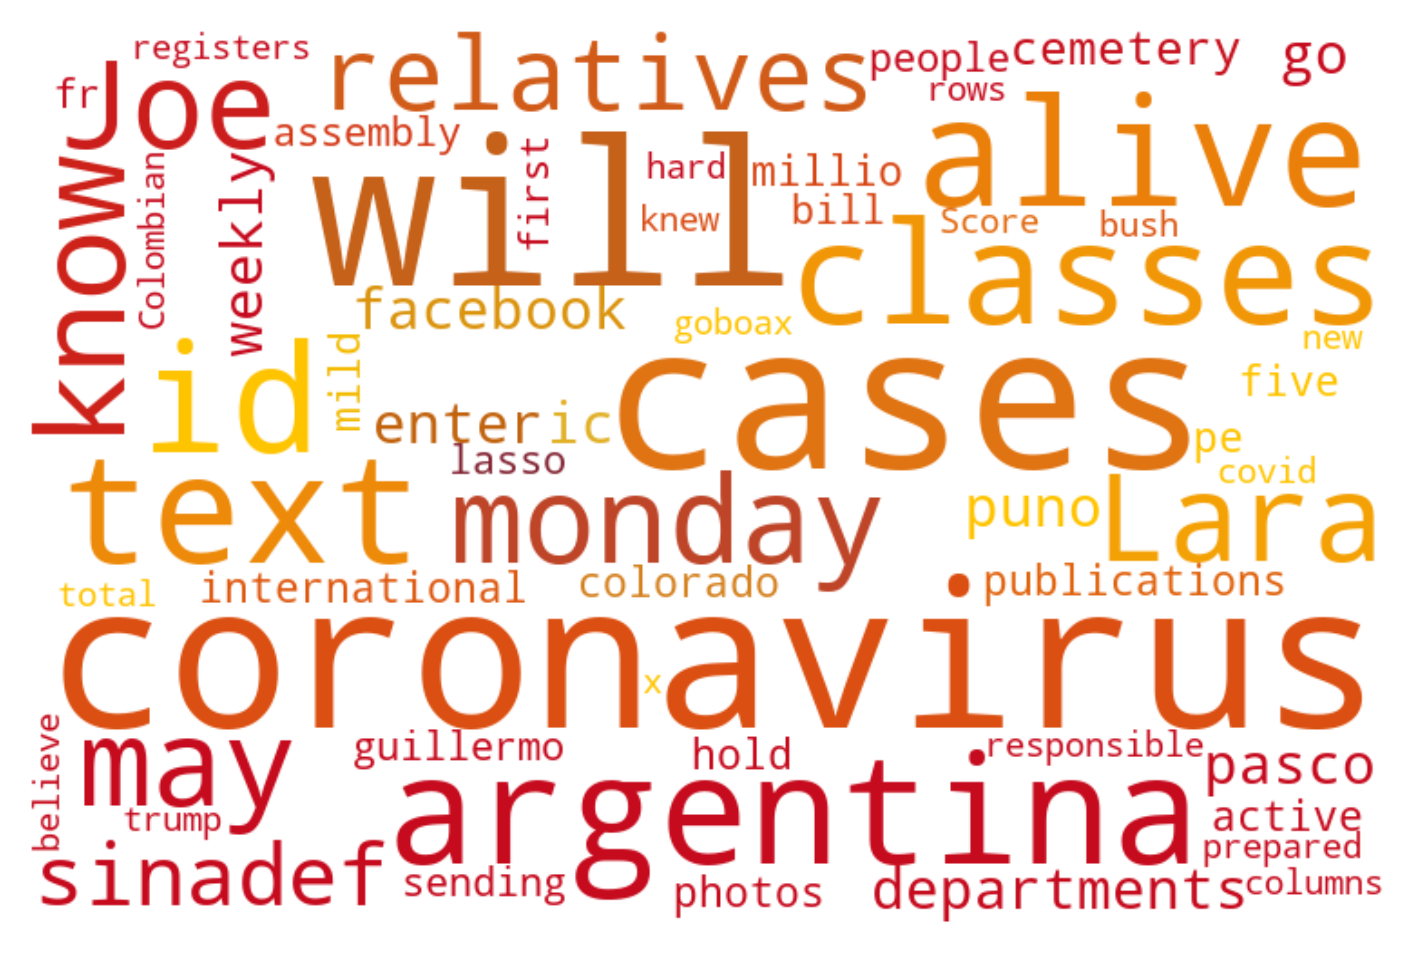 registers
relatives
people
cemetery
go
fr
Joe
rows
assembly
will
first
hard
millio
alive
know
Colombian
weekly
knew
bill
Score
bush
classes
facebook
goboax
new
id
mild
cases
five
enter
ic
pe
lasso
covid
text
monday
puno
Lara
total
international
colorado
publications
coronavirus
x
believe
may
guillermo
hold
responsible
pasco
trump
argentina
active
prepared
sinadef
sending
photos
departments
columns